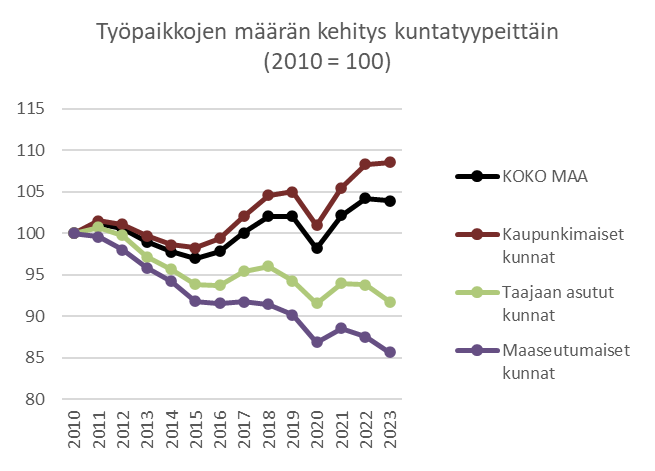 Työpaikkojen määrän kehitys kuntatyypeittäin
(2010 = 100)
115
110
105
100
95
90
85
80
2010
2011
2012
2013
2014
2015
2016
2017
2018
2019
2020
2021
2022
2023
KOKO MAA
Kaupunkimaiset
kunnat
Taajaan asutut
kunnat
Maaseutumaiset
kunnat